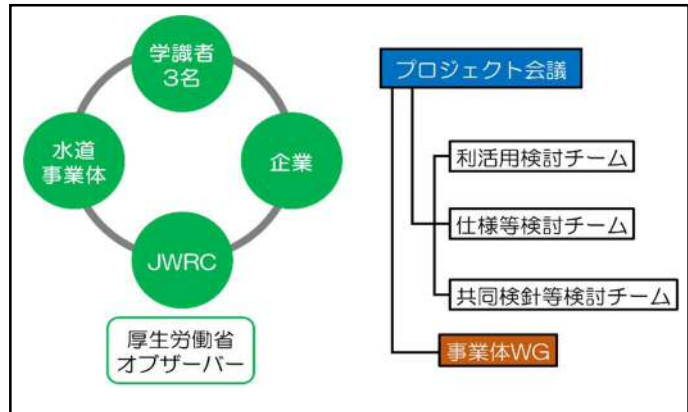 学識者
3名
水道
事業体
企業
JWRC
厚生労働省
オブザーバー
プロジェクト会議
利活用検討チーム
仕様等検討チーム
共同検針等検討チーム
事業体WG